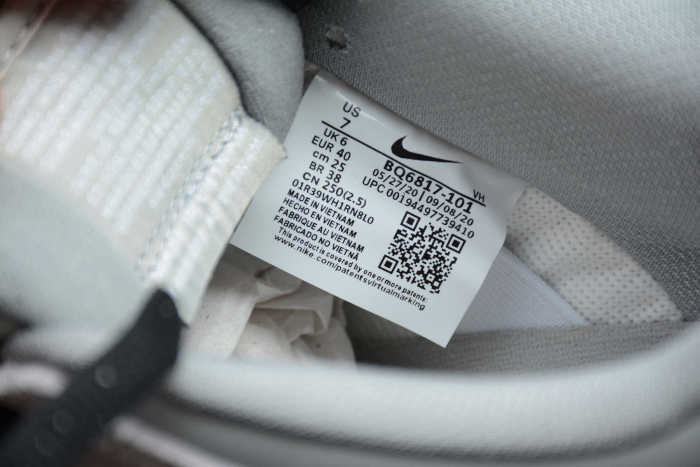 US
7
UK 6
EUR 40
cm 25
BR 38
CN 250(2.5)
01R39WH1RN8L0
MADE IN VIETNAM
HECHO EN VIETNAM
FABRIQUE AU VIETNAM
FABRICADO NO VIETNÃ
This product is covered by one or more patents:
www.nike.com/patentsvirtualmarking
BQ6817-101
VH
05/27/20 | 09/08/20
UPC 00194497739410